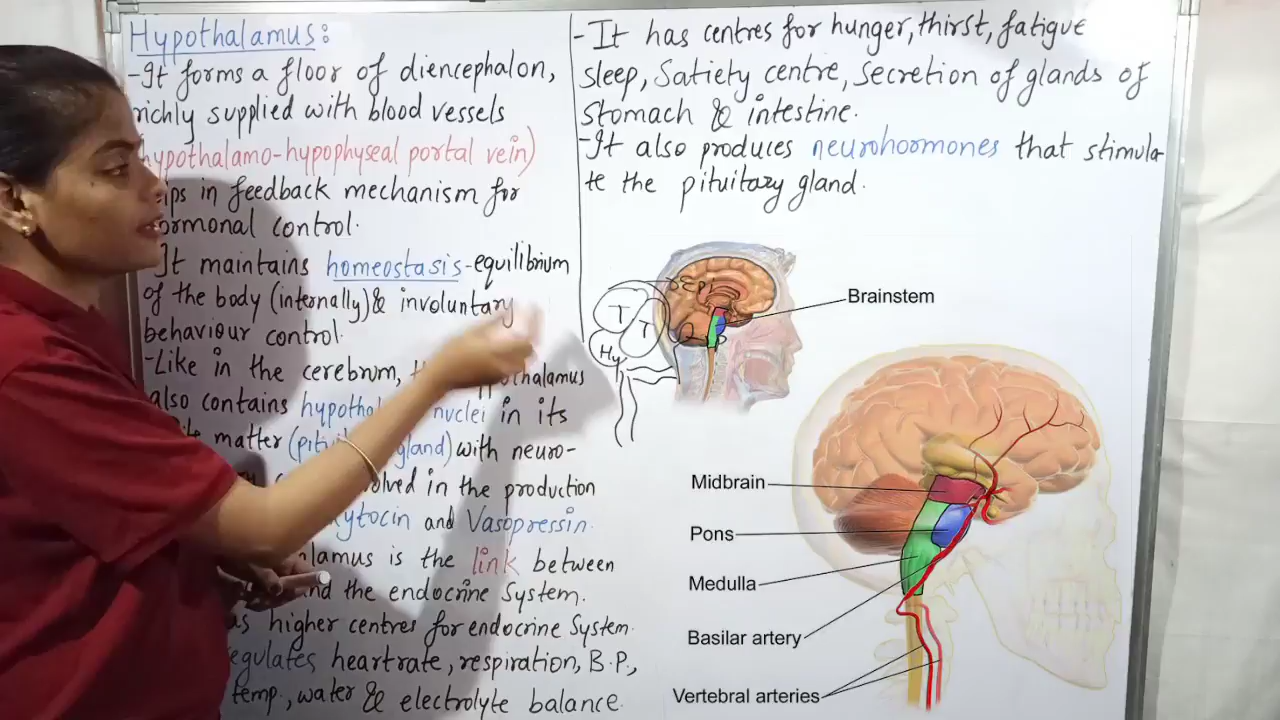 Hypothalamus:
-It forms a floor of diencephalon,
richly supplied with blood vessels
hypothalamo-hypophyseal portal vein)
in feedback mechanism for
control.
It maintains homeostasis-equilibrium
of the body (internally) & involuntary
behaviour control.
-Like in the cerebrum,
also contains nuclei in its
matter gland) with neuro-
in the production
and Vasopressin.
is the link between
the endocrine System.
higher centres for endocrine System.
regulates heartrate, respiration, B.P.,
temp., water & electrolyte balance.
-It has centres for hunger, thirst, fatigue
sleep, Satiety centre, Secretion of glands of
Stomach & intestine.
-It also produces neurohormones that stimula-
te the pituitary gland.
T
T
Hy
Brainstem
Midbrain
Pons
Medulla
Basilar artery
Vertebral arteries